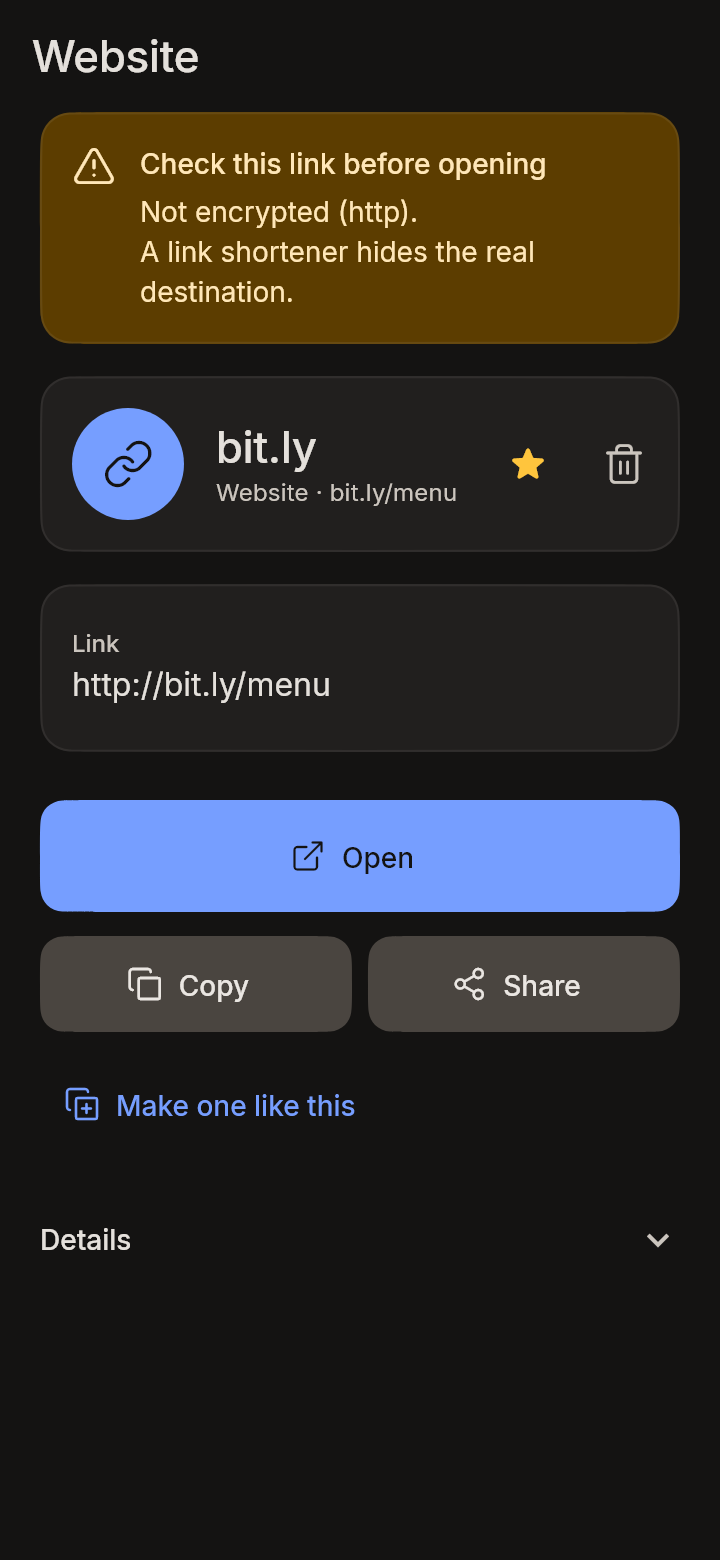 Website
Check this link before opening
Not encrypted (http).
A link shortener hides the real
destination.
bit.ly
Website · bit.ly/menu
Link
http://bit.ly/menu
Open
Copy
Share
Make one like this
Details